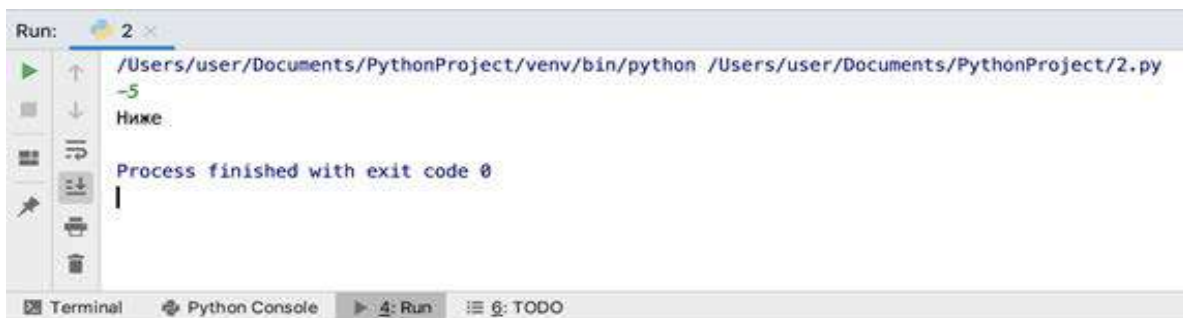 Run: 2
/Users/user/Documents/PythonProject/venv/bin/python /Users/user/Documents/PythonProject/2.py
-5
Ниже
Process finished with exit code 0
Terminal Python Console 4: Run 6: TODO